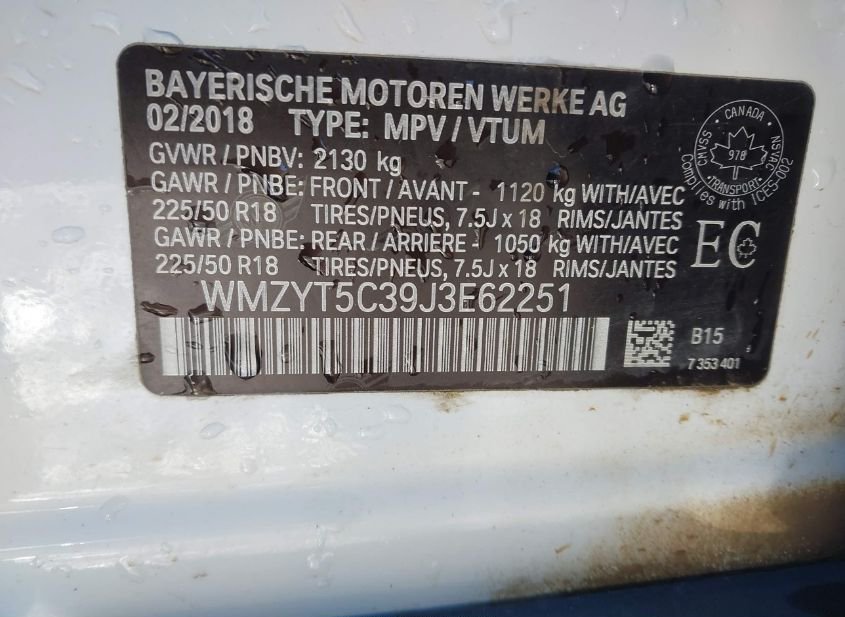 BAYERISCHE MOTOREN WERKE AG
02/2018 TYPE: MPV / VTUM
GVWR / PNBV: 2130 kg
GAWR / PNBE: FRONT / AVANT - 1120 kg WITH/AVEC
225/50 R18 TIRES/PNEUS, 7.5J x 18 RIMS/JANTES
GAWR / PNBE: REAR / ARRIÈRE - 1050 kg WITH/AVEC
225/50 R18 TIRES/PNEUS, 7.5J x 18 RIMS/JANTES
WMZYT5C39J3E62251
CANADA
CMVSS
NSVAC
978
TRANSPORT
Complies with ICES-002
EC
B15
7 353 401